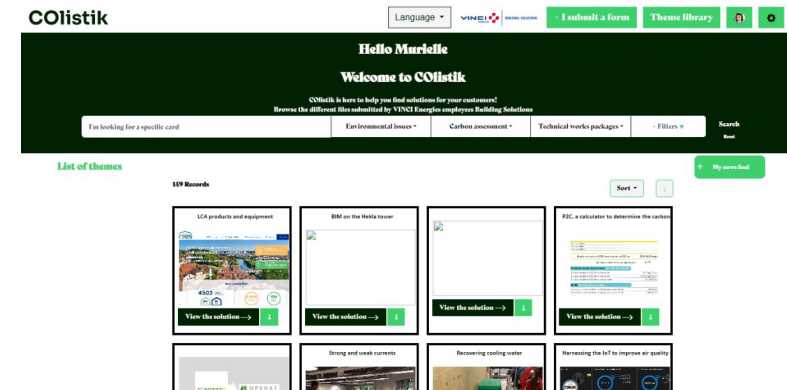 COlistik
Language
VINCI
ENERGIES
BUILDING SOLUTIONS
+ I submit a form
Theme library
Hello Murielle
Welcome to COlistik
COlistik is here to help you find solutions for your customers!
Browse the different files submitted by VINCI Energies employees Building Solutions
I'm looking for a specific card
Environmental issues
Carbon assessment
Technical works packages
+ Filters
Search
Reset
List of themes
+ My news feed
149 Records
Sort
LCA products and equipment
BIM on the Hekla tower
P2C, a calculator to determine the carbon
ines
4502
View the solution
View the solution
View the solution
View the solution
Strong and weak currents
Recovering cooling water
Harnessing the IoT to improve air quality
OPERAT